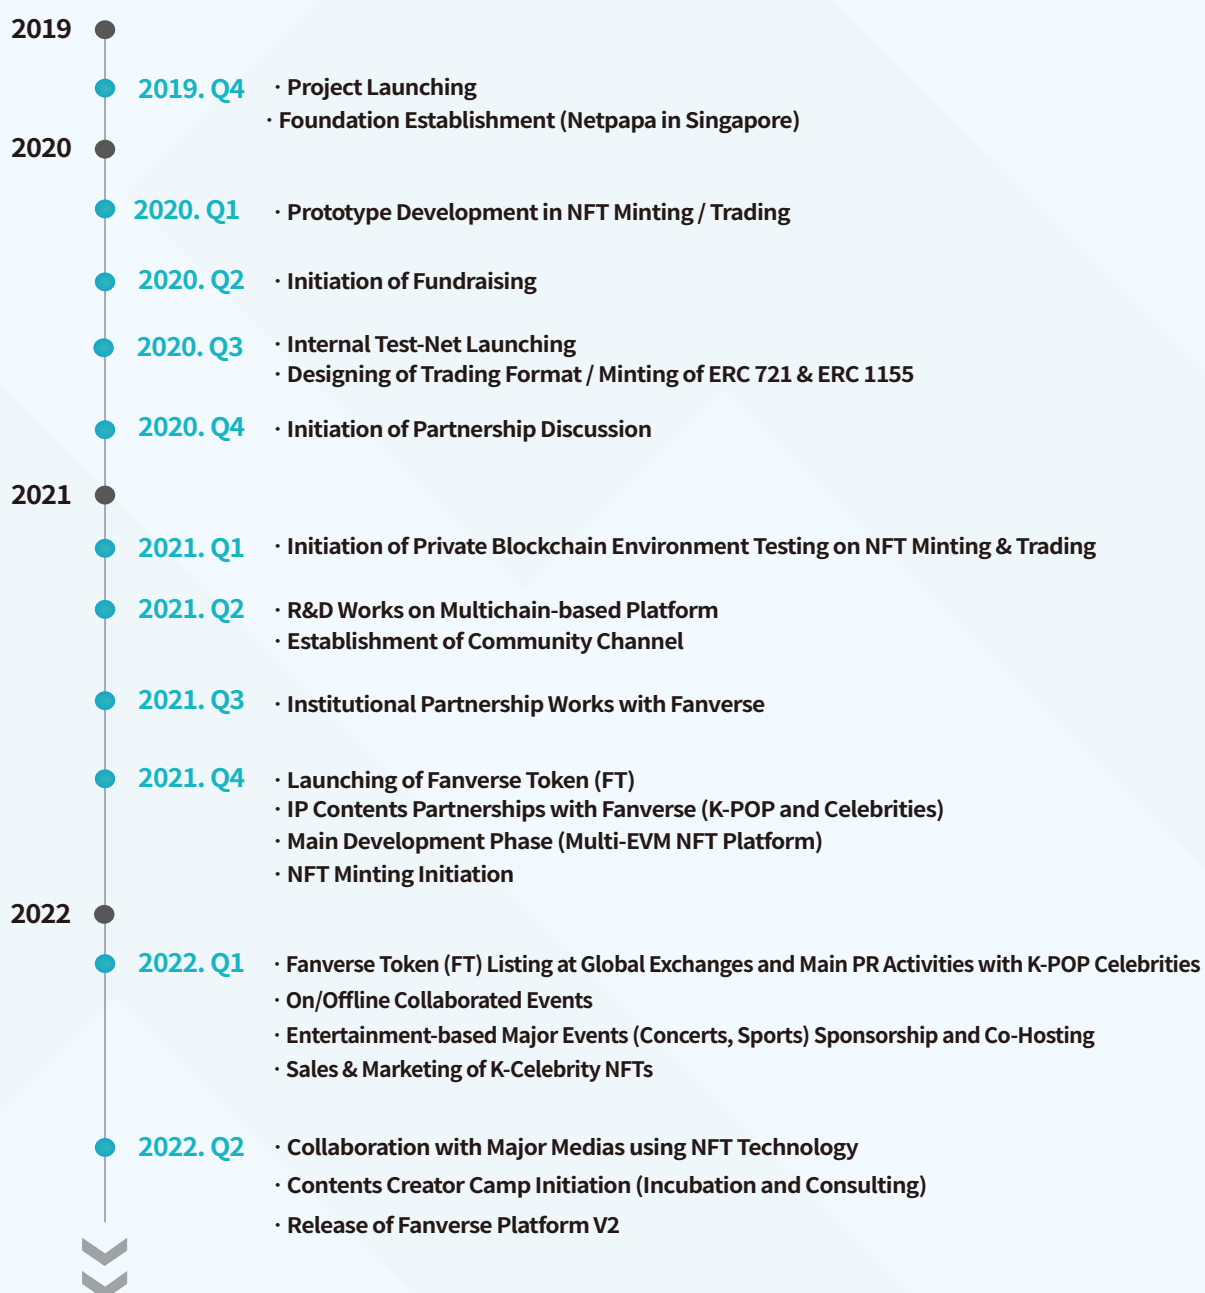 2019
2019. Q4 · Project Launching
· Foundation Establishment (Netpapa in Singapore)
2020
2020. Q1 · Prototype Development in NFT Minting / Trading
2020. Q2 · Initiation of Fundraising
2020. Q3 · Internal Test-Net Launching
· Designing of Trading Format / Minting of ERC 721 & ERC 1155
2020. Q4 · Initiation of Partnership Discussion
2021
2021. Q1 · Initiation of Private Blockchain Environment Testing on NFT Minting & Trading
2021. Q2 · R&D Works on Multichain-based Platform
· Establishment of Community Channel
2021. Q3 · Institutional Partnership Works with Fanverse
2021. Q4 · Launching of Fanverse Token (FT)
· IP Contents Partnerships with Fanverse (K-POP and Celebrities)
· Main Development Phase (Multi-EVM NFT Platform)
· NFT Minting Initiation
2022
2022. Q1 · Fanverse Token (FT) Listing at Global Exchanges and Main PR Activities with K-POP Celebrities
· On/Offline Collaborated Events
· Entertainment-based Major Events (Concerts, Sports) Sponsorship and Co-Hosting
· Sales & Marketing of K-Celebrity NFTs
2022. Q2 · Collaboration with Major Medias using NFT Technology
· Contents Creator Camp Initiation (Incubation and Consulting)
· Release of Fanverse Platform V2